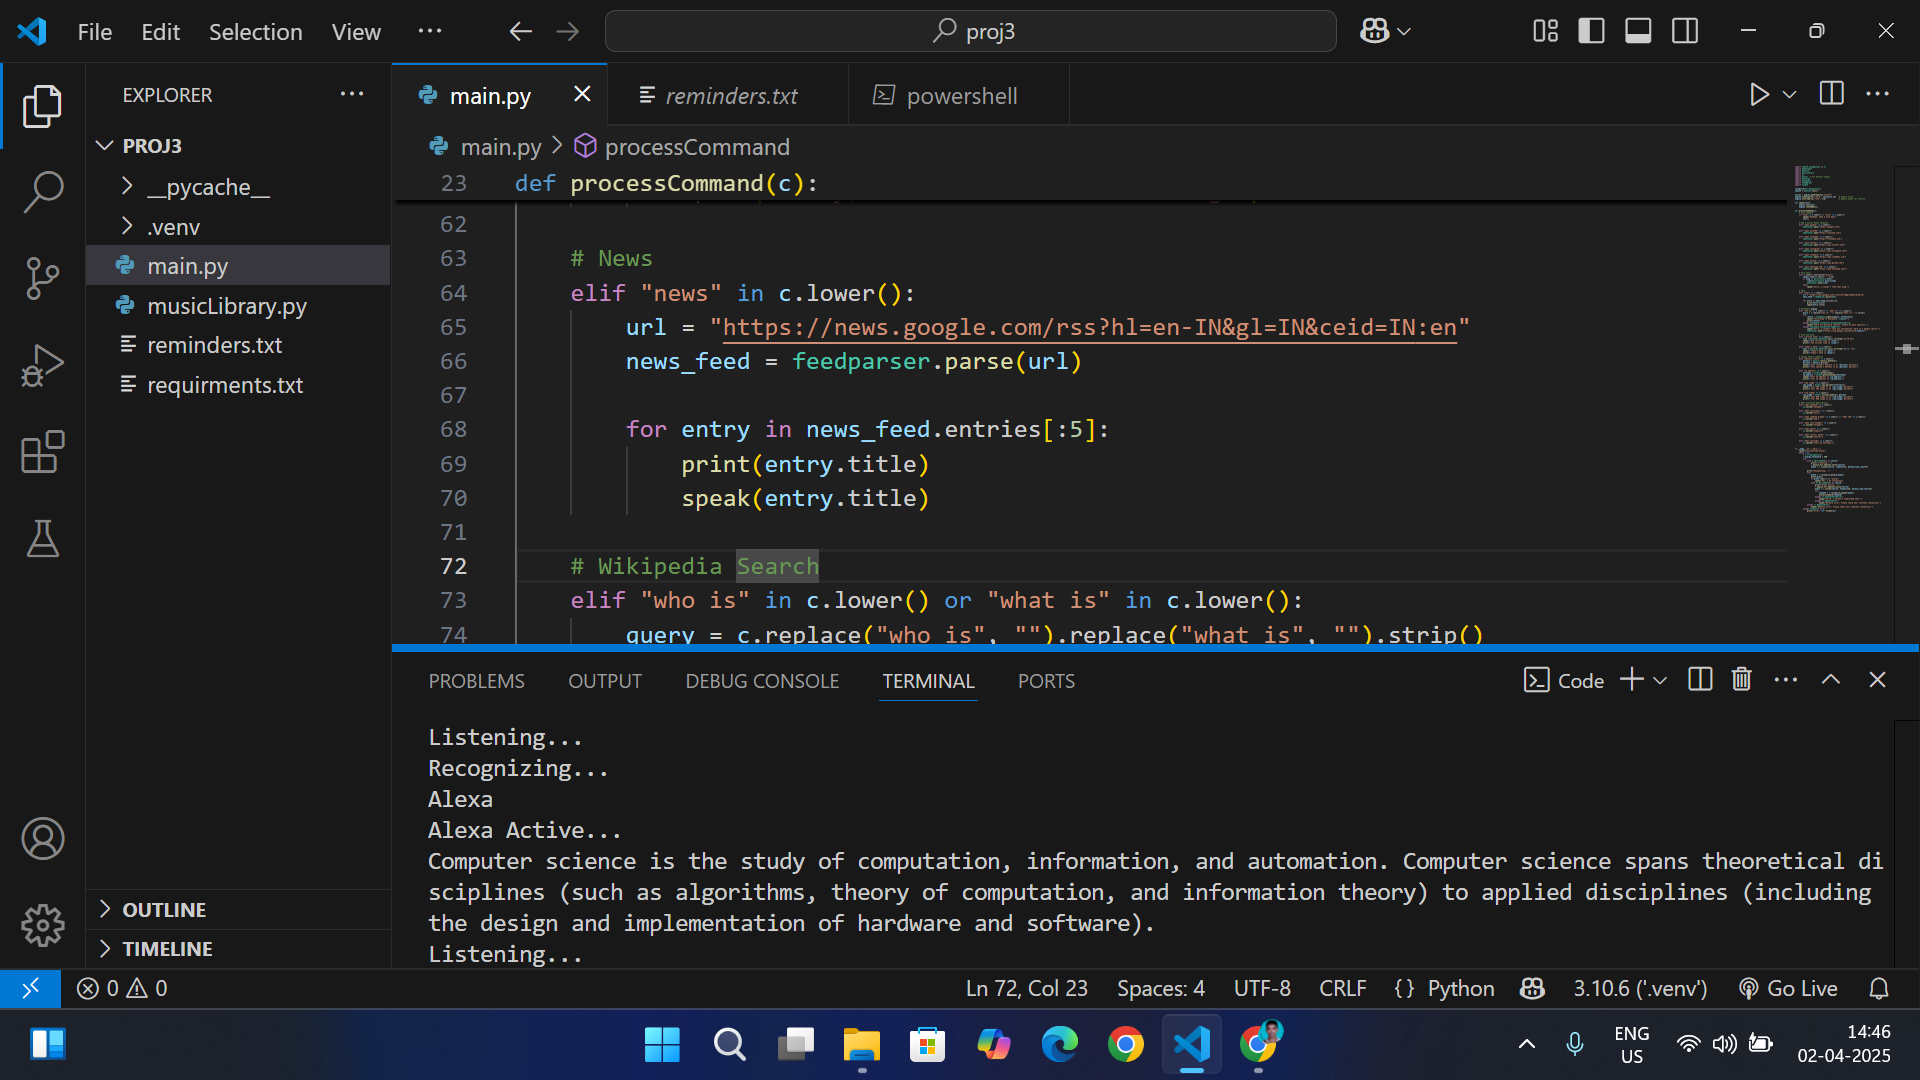 File Edit Selection View ... proj3
EXPLORER ...
PROJ3
__pycache__
.venv
main.py
musicLibrary.py
reminders.txt
requirments.txt
OUTLINE
TIMELINE
main.py reminders.txt powershell
main.py > processCommand
23 def processCommand(c):
62
63 # News
64 elif "news" in c.lower():
65 url = "https://news.google.com/rss?hl=en-IN&gl=IN&ceid=IN:en"
66 news_feed = feedparser.parse(url)
67
68 for entry in news_feed.entries[:5]:
69 print(entry.title)
70 speak(entry.title)
71
72 # Wikipedia Search
73 elif "who is" in c.lower() or "what is" in c.lower():
74 query = c.replace("who is", "").replace("what is", "").strip()
PROBLEMS OUTPUT DEBUG CONSOLE TERMINAL PORTS Code
Listening...
Recognizing...
Alexa
Alexa Active...
Computer science is the study of computation, information, and automation. Computer science spans theoretical di
sciplines (such as algorithms, theory of computation, and information theory) to applied disciplines (including
the design and implementation of hardware and software).
Listening...
0 0 Ln 72, Col 23 Spaces: 4 UTF-8 CRLF {} Python 3.10.6 ('.venv') Go Live
ENG
US
14:46
02-04-2025